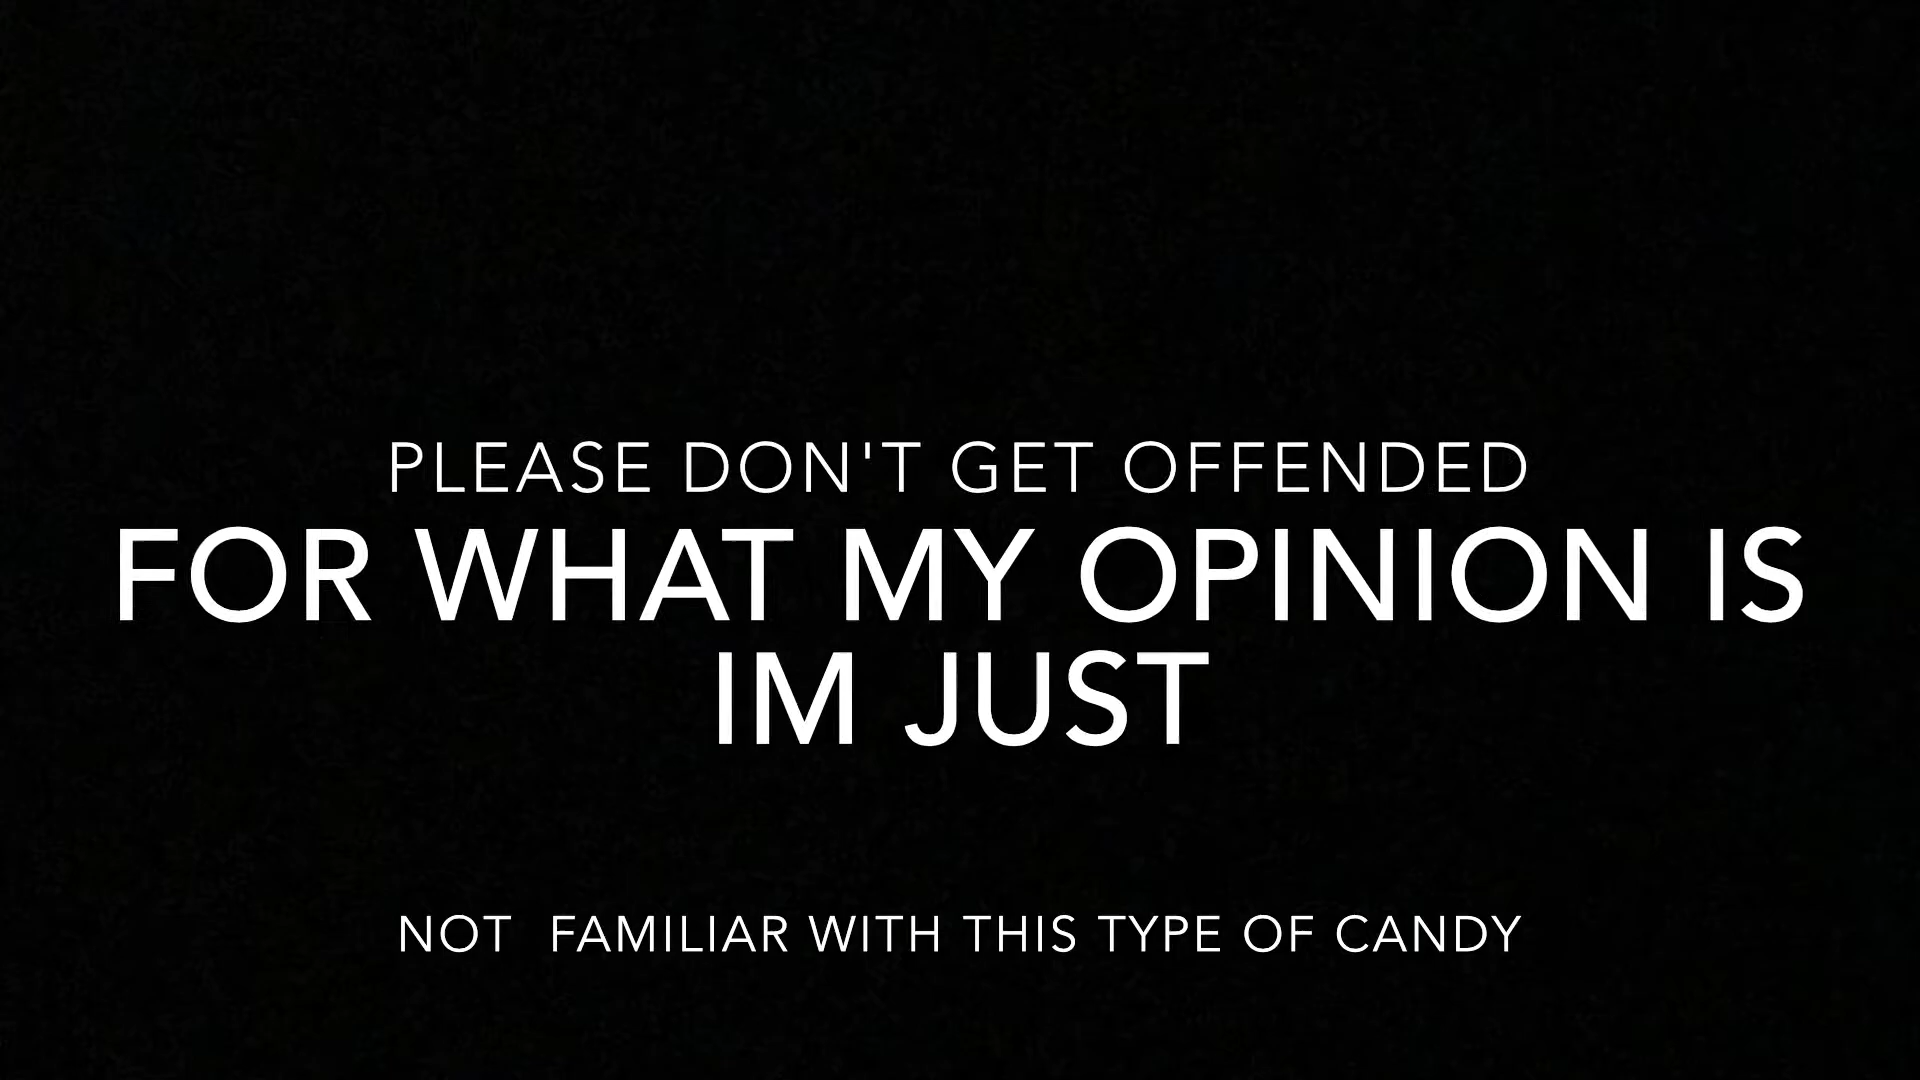 PLEASE DON'T GET OFFENDED
FOR WHAT MY OPINION IS
IM JUST
NOT  FAMILIAR WITH THIS TYPE OF CANDY